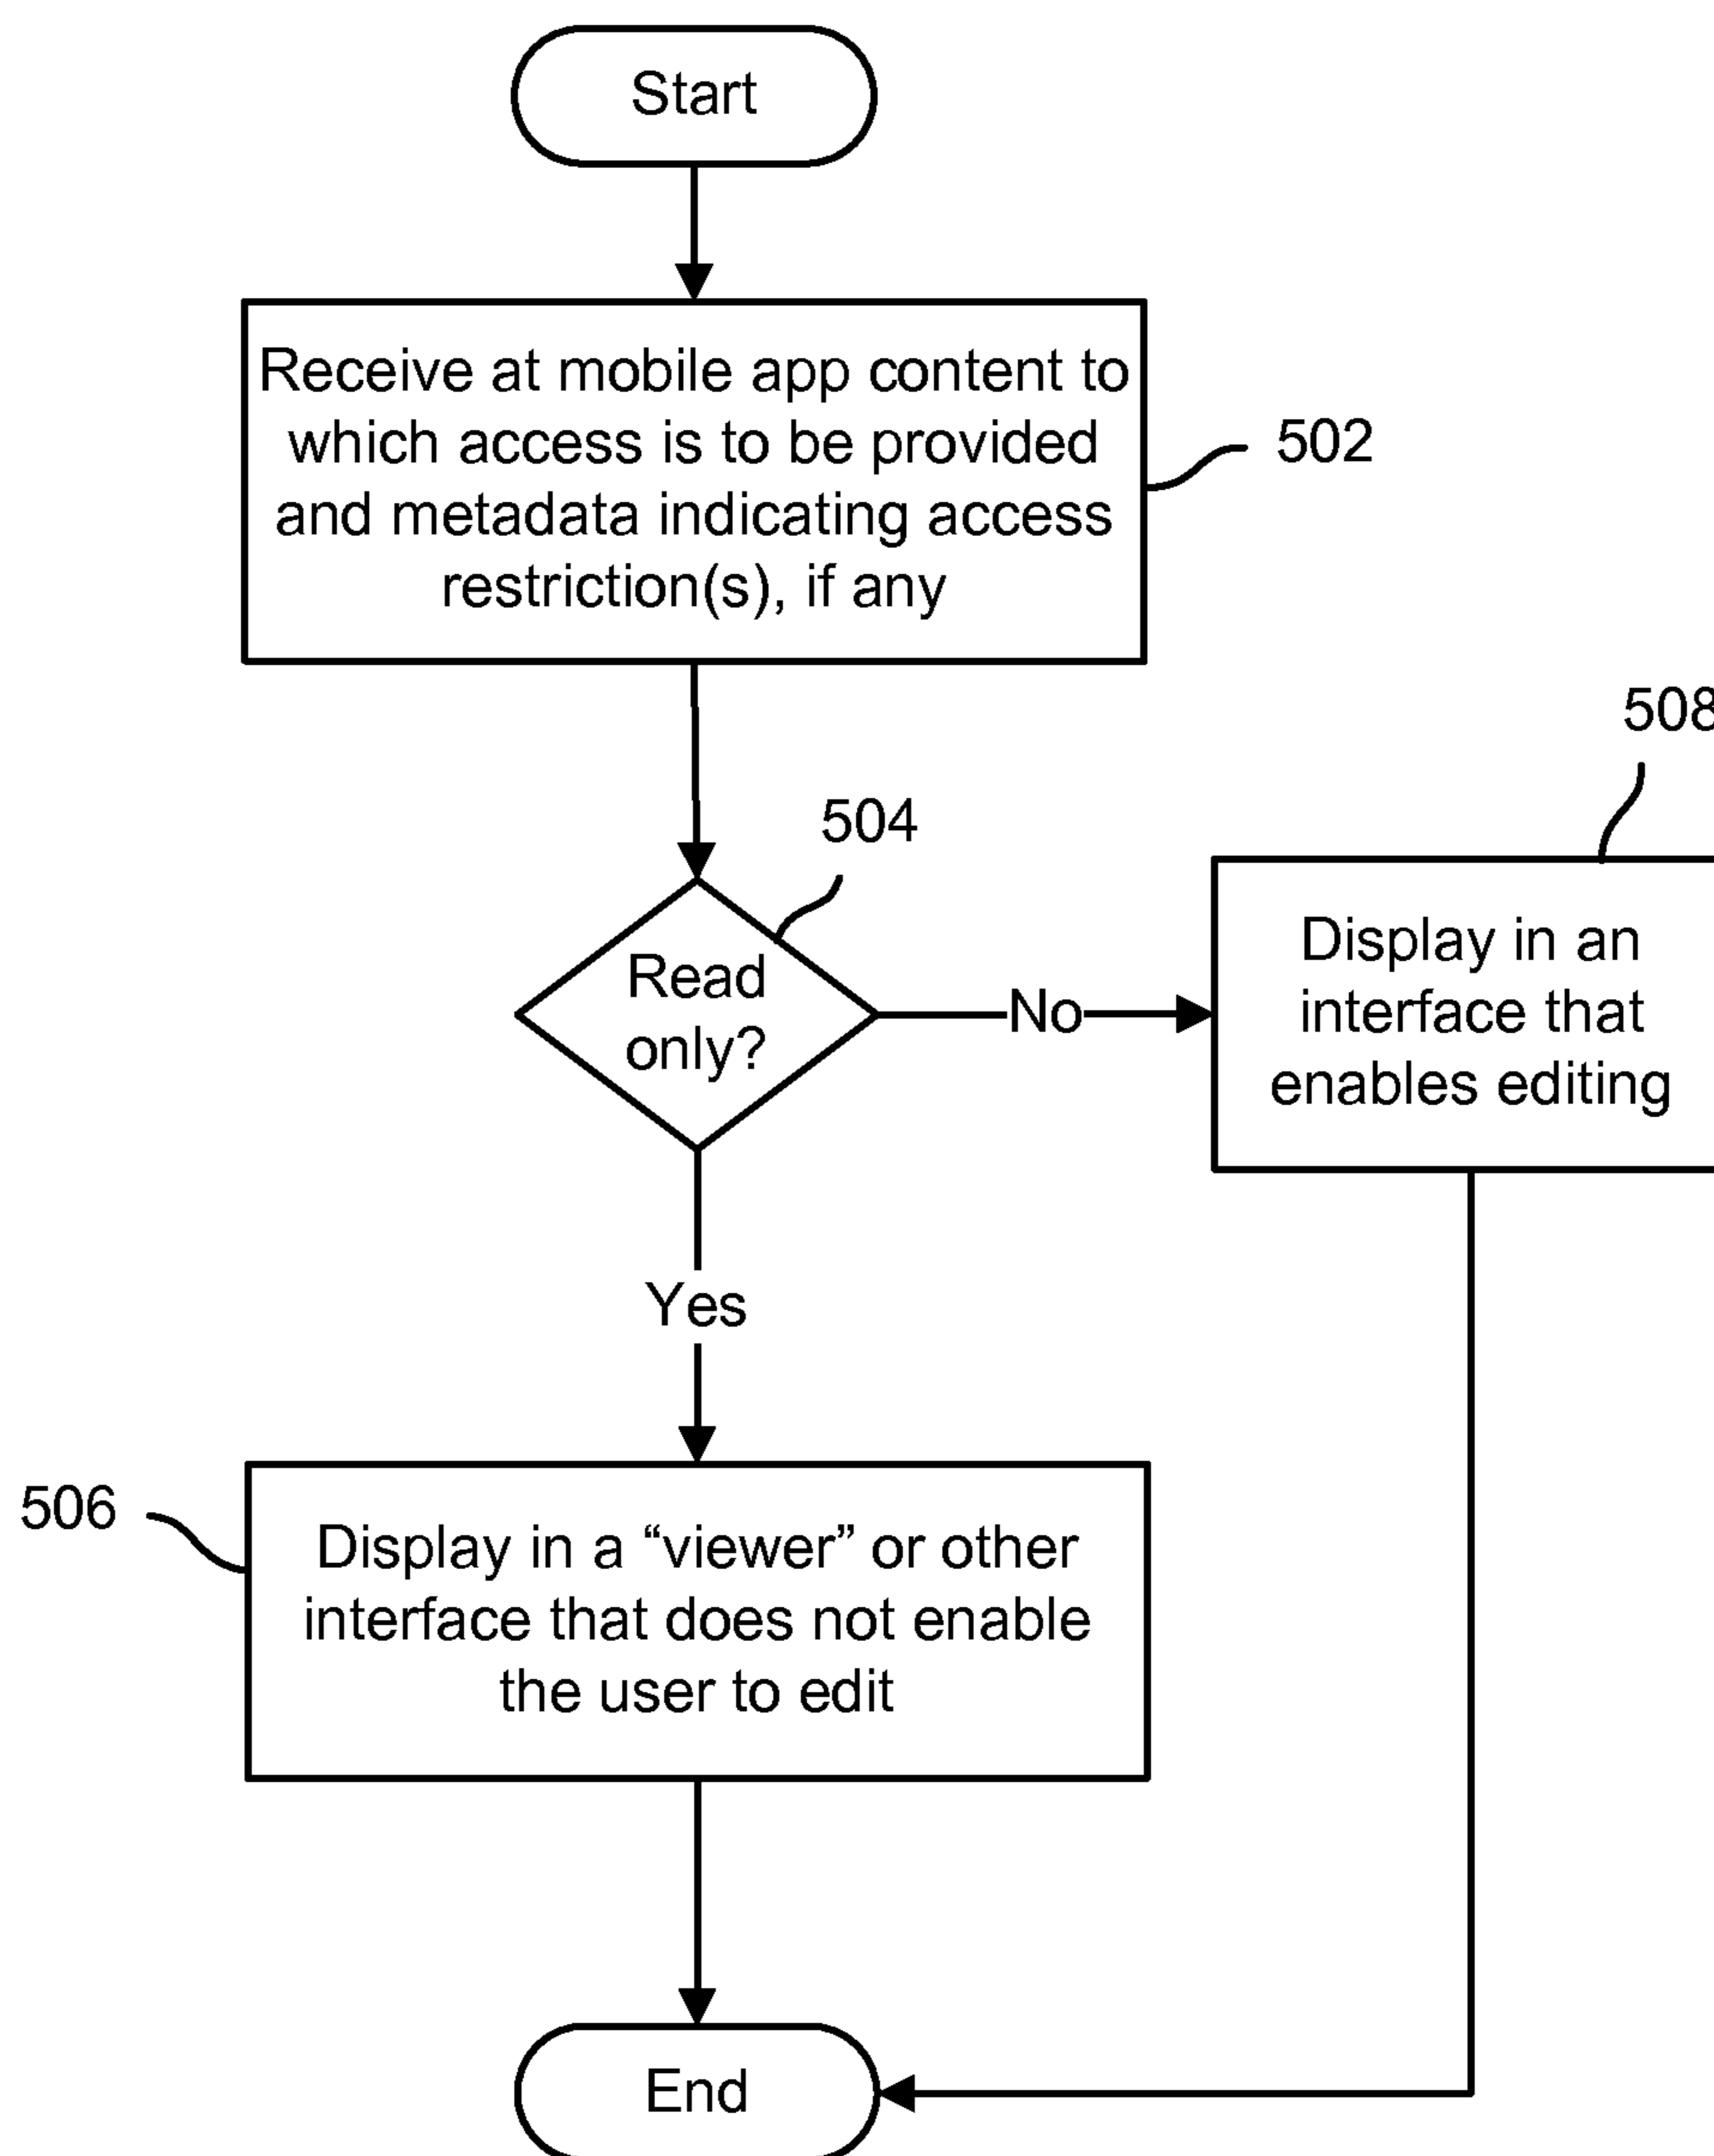 Start
Receive at mobile app content to
which access is to be provided
and metadata indicating access
restriction(s), if any
502
508
504
Read
only?
No
Display in an
interface that
enables editing
Yes
506
Display in a “viewer” or other
interface that does not enable
the user to edit
End